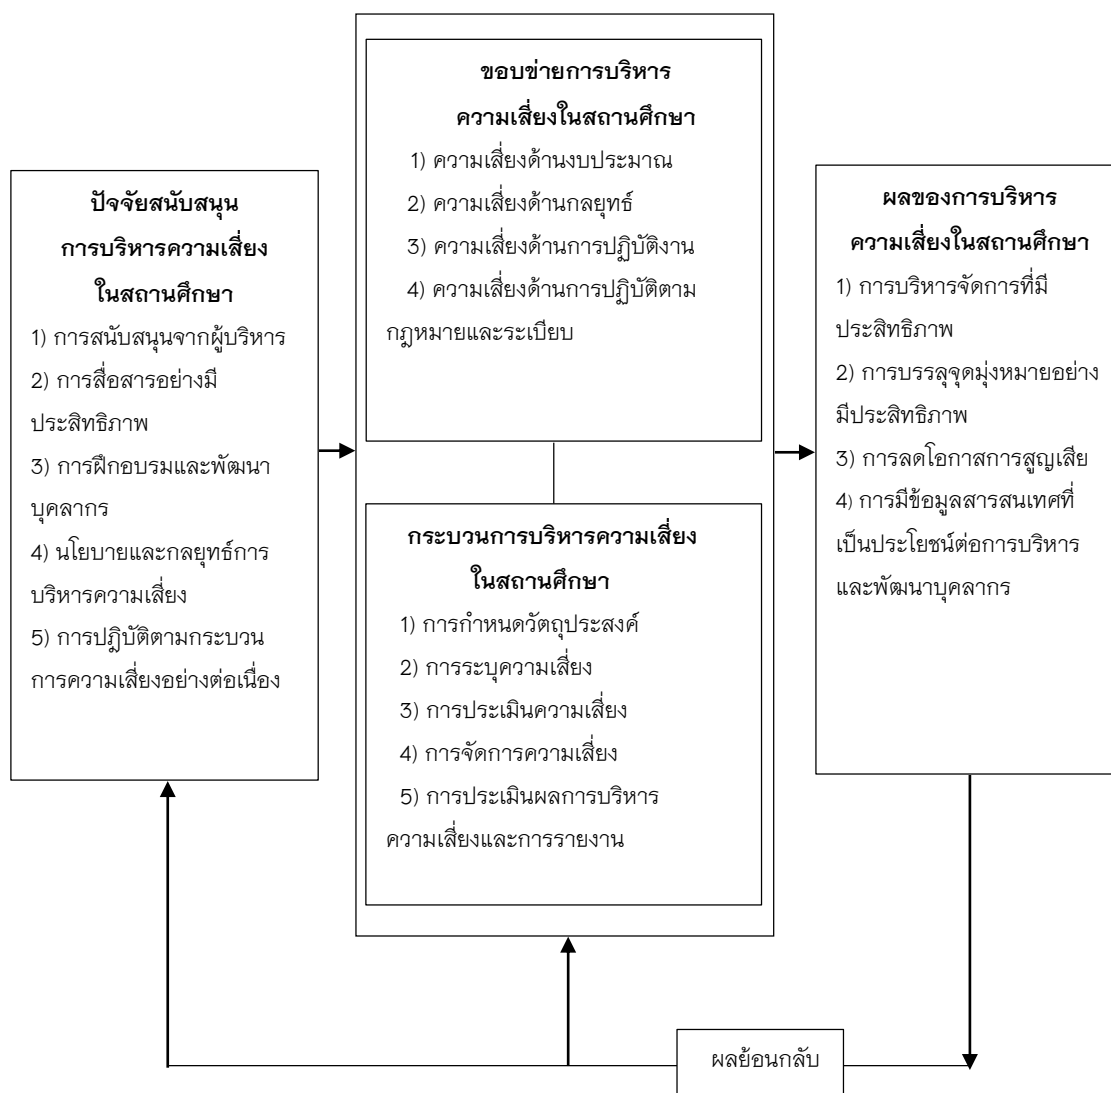 ปัจจัยสนับสนุน
การบริหารความเสี่ยง
ในสถานศึกษา
1) การสนับสนุนจากผู้บริหาร
2) การสื่อสารอย่างมี
ประสิทธิภาพ
3) การฝึกอบรมและพัฒนา
บุคลากร
4) นโยบายและกลยุทธ์การ
บริหารความเสี่ยง
5) การปฏิบัติตามกระบวน
การความเสี่ยงอย่างต่อเนื่อง
ขอบข่ายการบริหาร
ความเสี่ยงในสถานศึกษา
1) ความเสี่ยงด้านงบประมาณ
2) ความเสี่ยงด้านกลยุทธ์
3) ความเสี่ยงด้านการปฏิบัติงาน
4) ความเสี่ยงด้านการปฏิบัติตาม
กฎหมายและระเบียบ
กระบวนการบริหารความเสี่ยง
ในสถานศึกษา
1) การกำหนดวัตถุประสงค์
2) การระบุความเสี่ยง
3) การประเมินความเสี่ยง
4) การจัดการความเสี่ยง
5) การประเมินผลการบริหาร
ความเสี่ยงและการรายงาน
ผลของการบริหาร
ความเสี่ยงในสถานศึกษา
1) การบริหารจัดการที่มี
ประสิทธิภาพ
2) การบรรลุจุดมุ่งหมายอย่าง
มีประสิทธิภาพ
3) การลดโอกาสการสูญเสีย
4) การมีข้อมูลสารสนเทศที่
เป็นประโยชน์ต่อการบริหาร
และพัฒนาบุคลากร
ผลย้อนกลับ